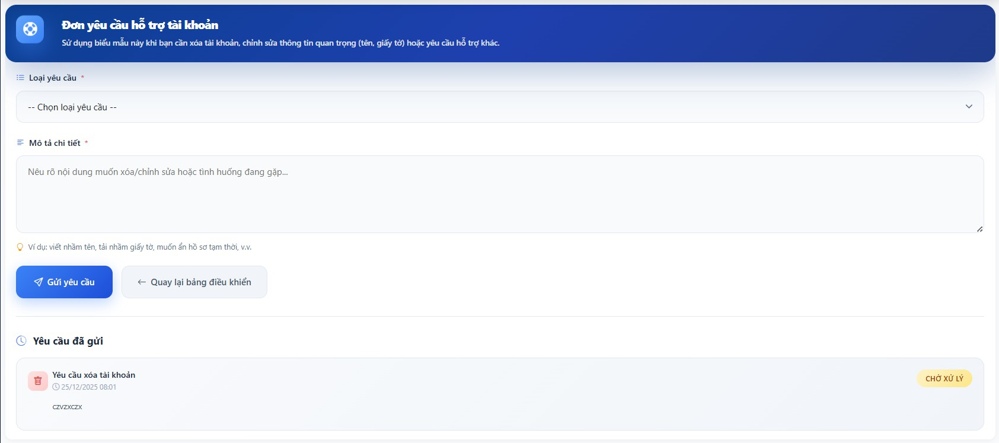 Đơn yêu cầu hỗ trợ tài khoản
Sử dụng biểu mẫu này khi bạn cần xóa tài khoản, chỉnh sửa thông tin quan trọng (tên, giấy tờ) hoặc yêu cầu hỗ trợ khác.
Loại yêu cầu *
-- Chọn loại yêu cầu --
Mô tả chi tiết *
Nêu rõ nội dung muốn xóa/chỉnh sửa hoặc tình huống đang gặp...
Ví dụ: viết nhầm tên, tải nhầm giấy tờ, muốn ẩn hồ sơ tạm thời, v.v.
Gửi yêu cầu
← Quay lại bảng điều khiển
Yêu cầu đã gửi
Yêu cầu xóa tài khoản
CHỜ XỬ LÝ
25/12/2025 08:01
czvzxczx